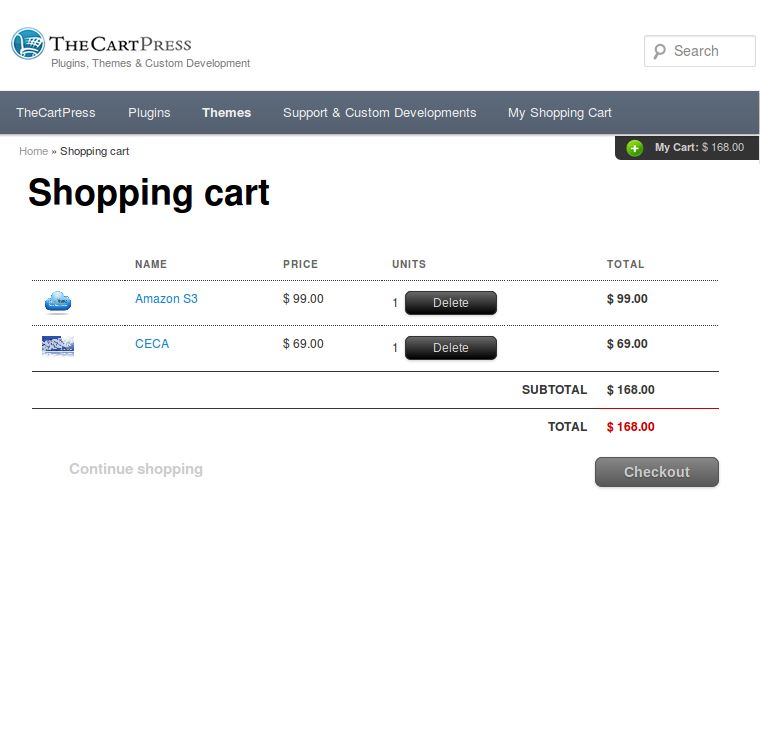 THECARTPRESS
Plugins, Themes & Custom Development
Search
TheCartPress Plugins Themes Support & Custom Developments My Shopping Cart
Home » Shopping cart
My Cart: $ 168.00
Shopping cart
NAME PRICE UNITS TOTAL
Amazon S3 $ 99.00 1 Delete $ 99.00
CECA $ 69.00 1 Delete $ 69.00
SUBTOTAL $ 168.00
TOTAL $ 168.00
Continue shopping Checkout